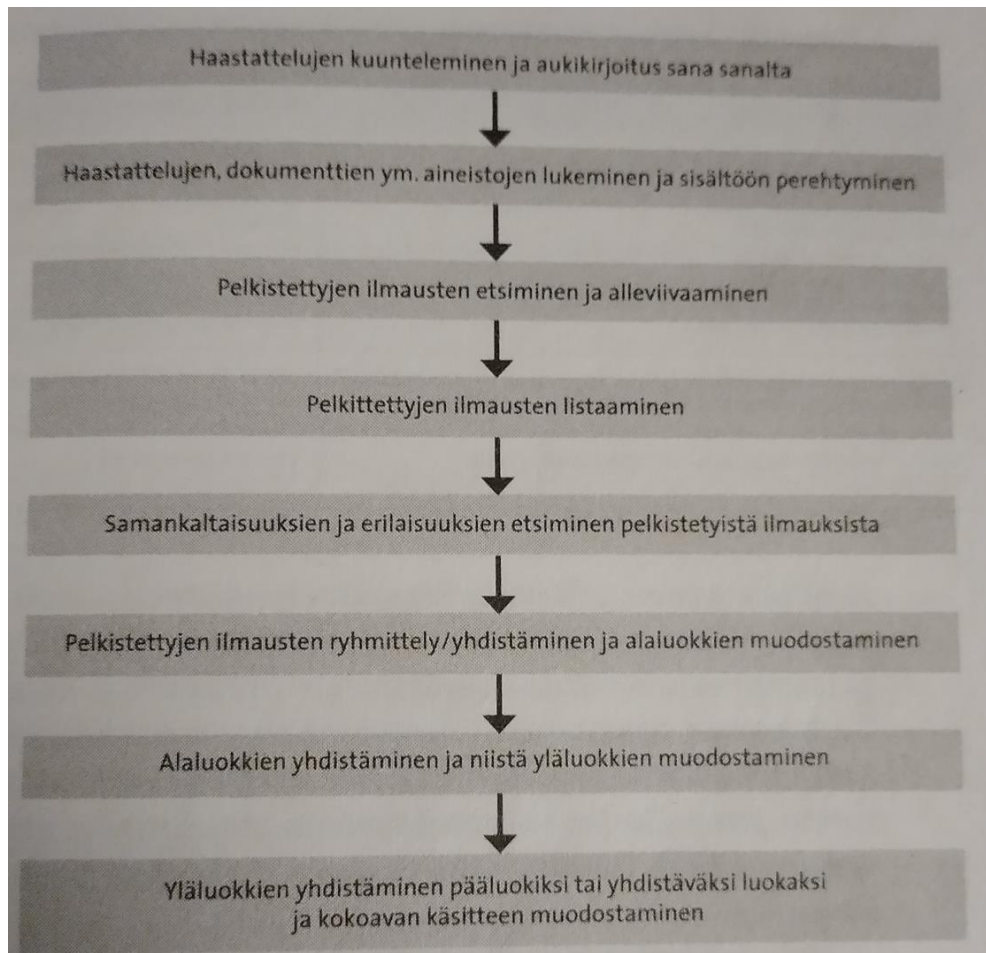 Haastattelujen kuunteleminen ja aukikirjoitus sana sanalta
Haastattelujen, dokumenttien ym. aineistojen lukeminen ja sisältöön perehtyminen
Pelkistettyjen ilmausten etsiminen ja alleviivaaminen
Pelkittettyjen ilmausten listaaminen
Samankaltaisuuksien ja erilaisuuksien etsiminen pelkistetyistä ilmauksista
Pelkistettyjen ilmausten ryhmittely/yhdistäminen ja alaluokkien muodostaminen
Alaluokkien yhdistäminen ja niistä yläluokkien muodostaminen
Yläluokkien yhdistäminen pääluokiksi tai yhdistäväksi luokaksi
ja kokoavan käsitteen muodostaminen